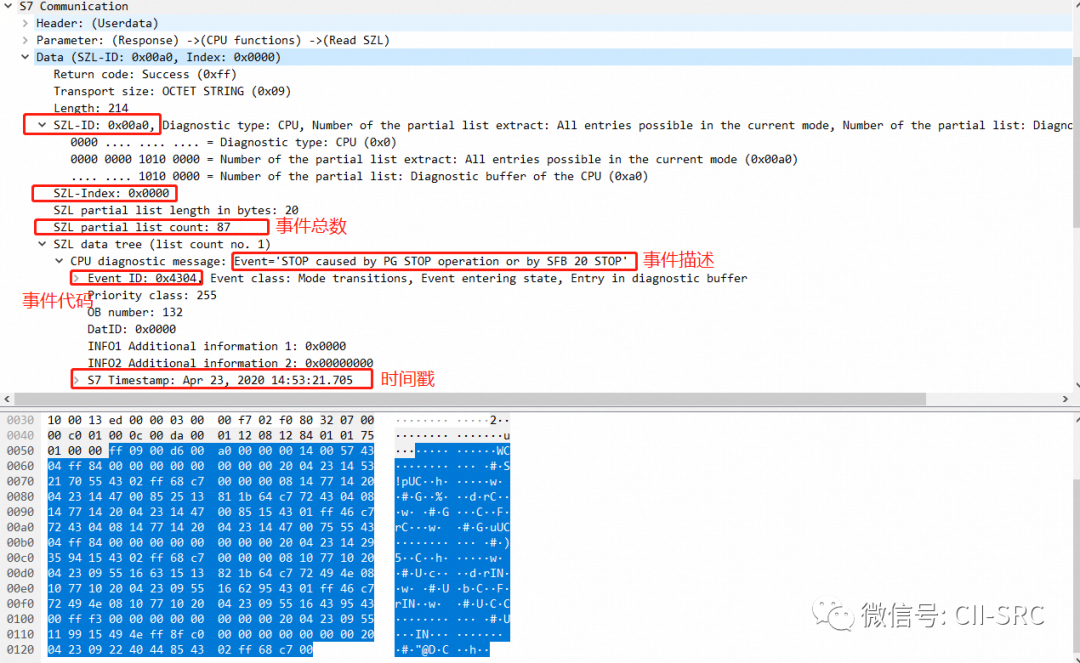 S7 Communication
Header: (Userdata)
Parameter: (Response) ->(CPU functions) ->(Read SZL)
Data (SZL-ID: 0x00a0, Index: 0x0000)
Return code: Success (0xff)
Transport size: OCTET STRING (0x09)
Length: 214
SZL-ID: 0x00a0, Diagnostic type: CPU, Number of the partial list extract: All entries possible in the current mode, Number of the partial list: Diagnc
0000 .... .... .... = Diagnostic type: CPU (0x0)
0000 0000 1010 0000 = Number of the partial list extract: All entries possible in the current mode (0x00a0)
.... .... 1010 0000 = Number of the partial list: Diagnostic buffer of the CPU (0xa0)
SZL-Index: 0x0000
SZL partial list length in bytes: 20
SZL partial list count: 87 事件总数
SZL data tree (list count no. 1)
CPU diagnostic message: Event='STOP caused by PG STOP operation or by SFB 20 STOP' 事件描述
Event ID: 0x4304, Event class: Mode transitions, Event entering state, Entry in diagnostic buffer
事件代码 Priority class: 255
OB number: 132
DatID: 0x0000
INFO1 Additional information 1: 0x0000
INFO2 Additional information 2: 0x00000000
S7 Timestamp: Apr 23, 2020 14:53:21.705 时间戳
0030 10 00 13 ed 00 00 03 00 00 f7 02 f0 80 32 07 00 ········ ·····2··
0040 00 c0 01 00 0c 00 da 00 01 12 08 12 84 01 01 75 ········ ·······u
0050 01 00 00 ff 09 00 d6 00 a0 00 00 00 14 00 57 43 ········ ······WC
0060 04 ff 84 00 00 00 00 00 00 00 00 20 04 23 14 53 ········ ··· ·#·S
0070 21 70 55 43 02 ff 68 c7 00 00 00 08 14 77 14 20 !pUC··h· ·····w· 
0080 04 23 14 47 00 85 25 13 81 1b 64 c7 72 43 04 08 ·#·G··%· ··d·rC··
0090 14 77 14 20 04 23 14 47 00 85 15 43 01 ff 46 c7 ·w· ·#·G ···C··F·
00a0 72 43 04 08 14 77 14 20 04 23 14 47 00 75 55 43 rC···w· ·#·G·uUC
00b0 04 ff 84 00 00 00 00 00 00 00 00 20 04 23 14 29 ········ ··· ·#·)
00c0 35 94 15 43 02 ff 68 c7 00 00 00 08 10 77 10 20 5··C··h· ·····w· 
00d0 04 23 09 55 16 63 15 13 82 1b 64 c7 72 49 4e 08 ·#·U·c·· ··d·rIN·
00e0 10 77 10 20 04 23 09 55 16 62 95 43 01 ff 46 c7 ·w· ·#·U ·b·C··F·
00f0 72 49 4e 08 10 77 10 20 04 23 09 55 16 43 95 43 rIN··w· ·#·U·C·C
0100 00 ff f3 00 00 00 00 00 00 00 00 20 04 23 09 55 ········ ··· ·#·U
0110 11 99 15 49 4e ff 8f c0 00 00 00 00 00 00 00 20 ···IN··· ······· 
0120 04 23 09 22 40 44 85 43 02 ff 68 c7 00 ·#·"@D·C ··h··
微信号: CII-SRC